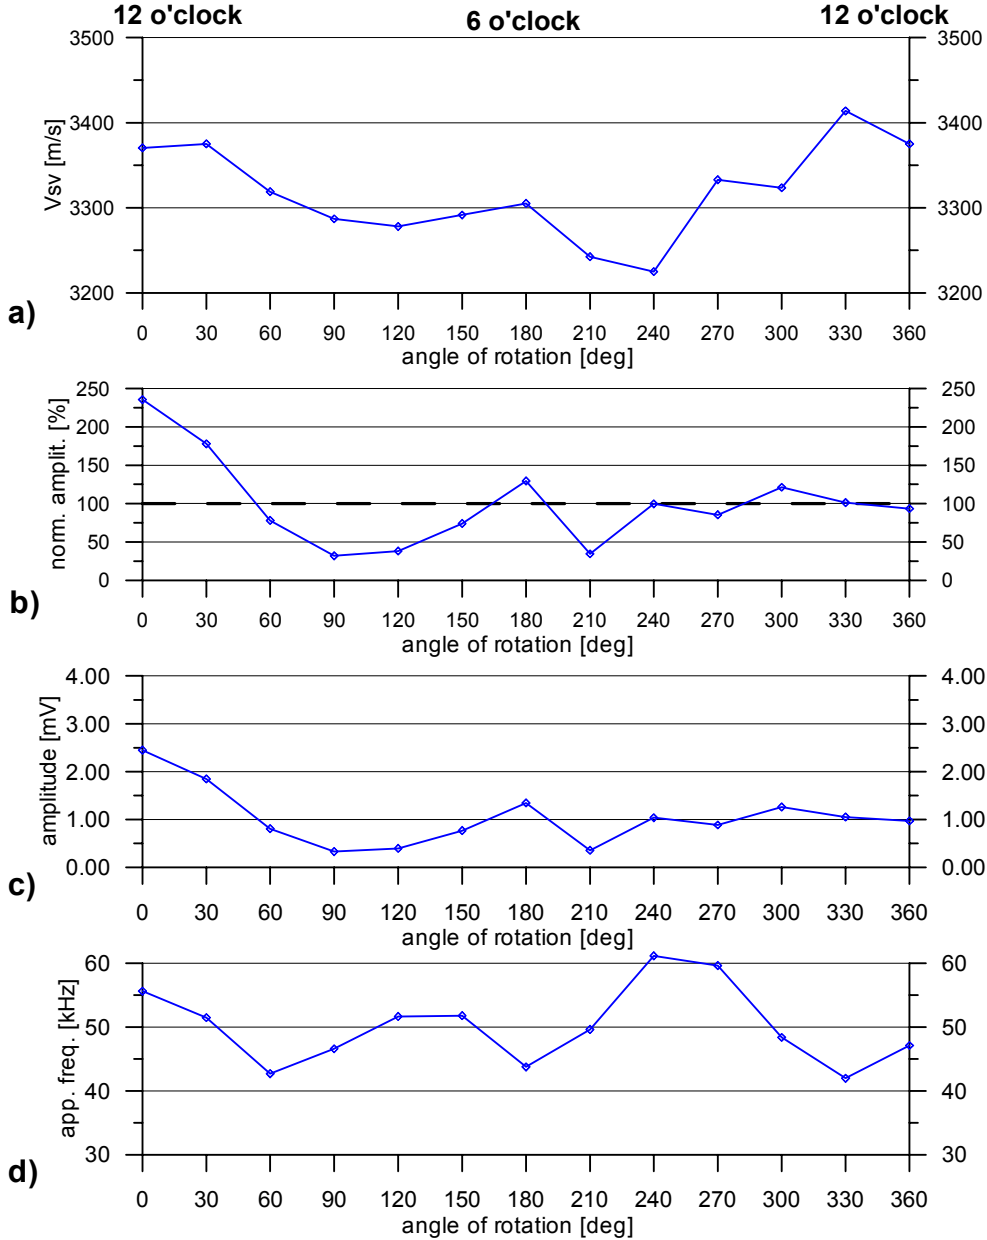 12 o'clock 6 o'clock 12 o'clock
3500 3500
3400 3400
3300 3300
3200 3200
Vsv [m/s]
a)
0 30 60 90 120 150 180 210 240 270 300 330 360
angle of rotation [deg]
250 250
200 200
150 150
100 100
50 50
0 0
norm. amplit. [%]
b)
0 30 60 90 120 150 180 210 240 270 300 330 360
angle of rotation [deg]
4.00 4.00
3.00 3.00
2.00 2.00
1.00 1.00
0.00 0.00
amplitude [mV]
c)
0 30 60 90 120 150 180 210 240 270 300 330 360
angle of rotation [deg]
60 60
50 50
40 40
30 30
app. freq. [kHz]
d)
0 30 60 90 120 150 180 210 240 270 300 330 360
angle of rotation [deg]